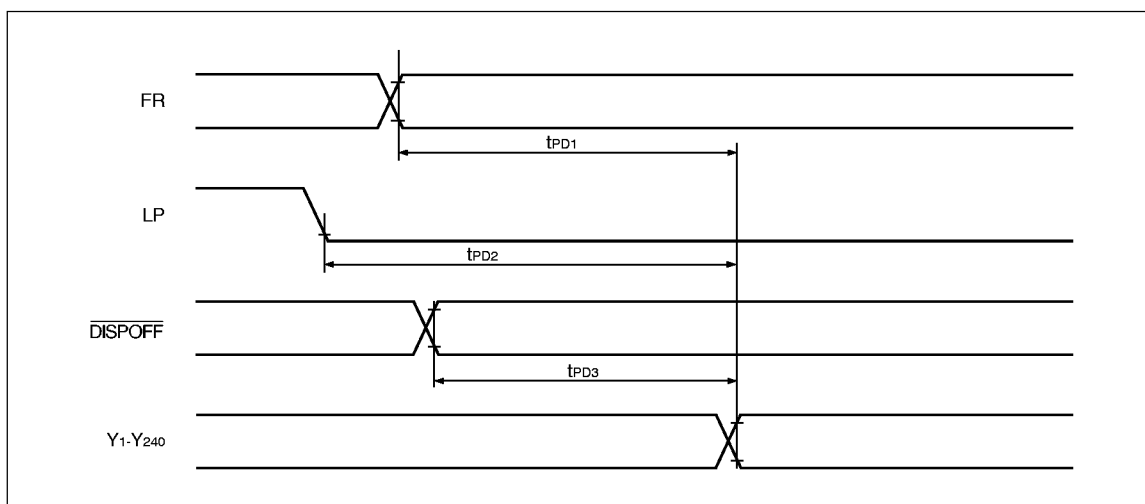 FR
tPD1
LP
tPD2
DISPOFF
tPD3
Y1-Y240